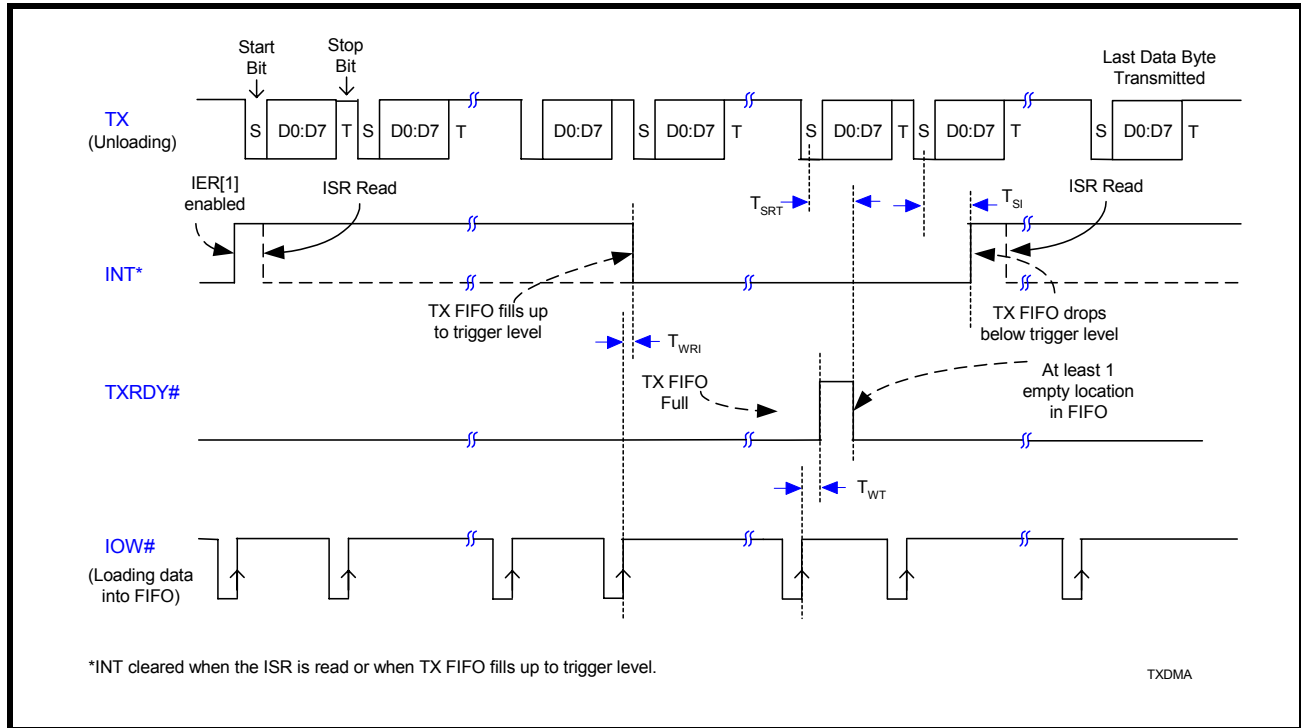 Start
Bit
Stop
Bit
Last Data Byte
Transmitted
TX
(Unloading)
S D0:D7 T S D0:D7 T D0:D7 S D0:D7 T S D0:D7 T S D0:D7 T S D0:D7 T
IER[1]
enabled
ISR Read
T_SRT
T_SI
ISR Read
INT*
TX FIFO fills up
to trigger level
TX FIFO drops
below trigger level
T_WRI
TXRDY#
TX FIFO
Full
At least 1
empty location
in FIFO
T_WT
IOW#
(Loading data
into FIFO)
*INT cleared when the ISR is read or when TX FIFO fills up to trigger level.
TXDMA